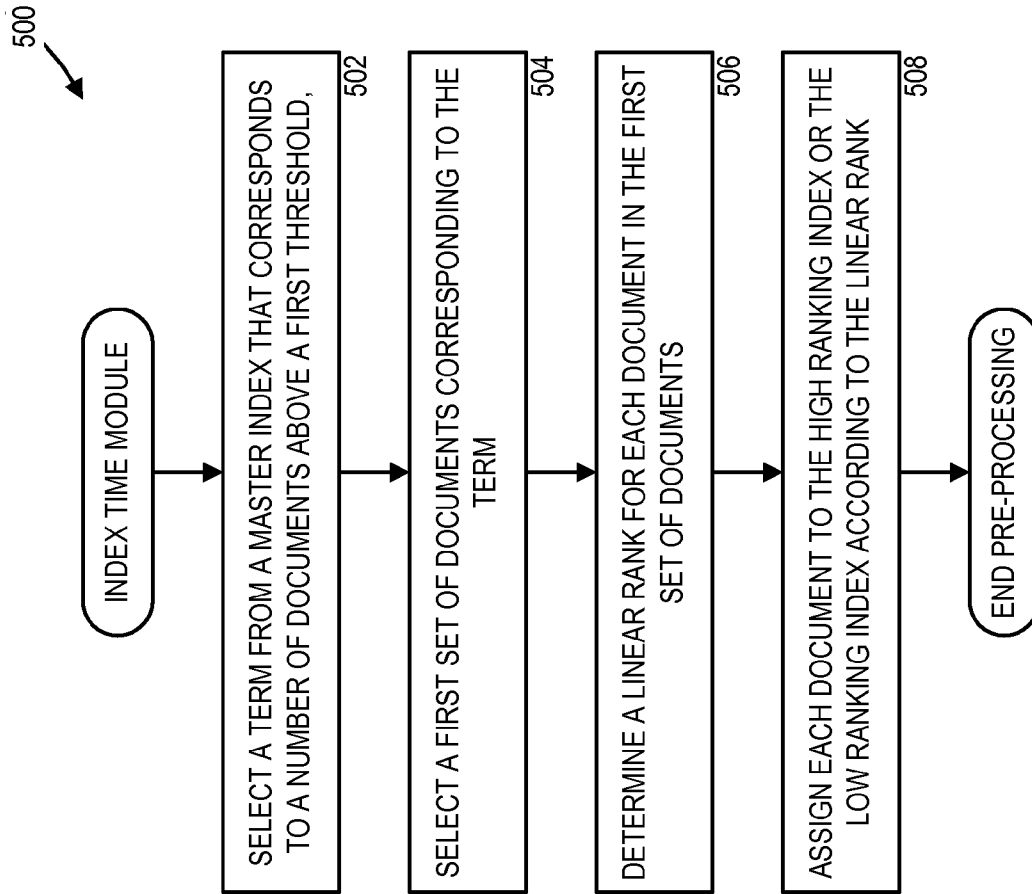 500
INDEX TIME MODULE
SELECT A TERM FROM A MASTER INDEX THAT CORRESPONDS
TO A NUMBER OF DOCUMENTS ABOVE A FIRST THRESHOLD,
502
SELECT A FIRST SET OF DOCUMENTS CORRESPONDING TO THE
TERM
504
DETERMINE A LINEAR RANK FOR EACH DOCUMENT IN THE FIRST
SET OF DOCUMENTS
506
ASSIGN EACH DOCUMENT TO THE HIGH RANKING INDEX OR THE
LOW RANKING INDEX ACCORDING TO THE LINEAR RANK
508
END PRE-PROCESSING